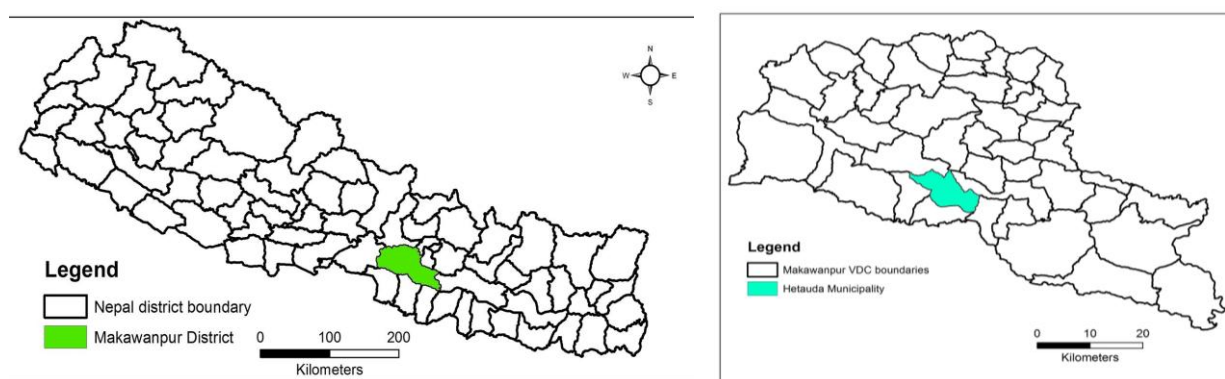 N
W E
S
Legend
Nepal district boundary
Makawanpur District
0 100 200
Kilometers
Legend
Makawanpur VDC boundaries
Hetauda Municipality
0 10 20
Kilometers